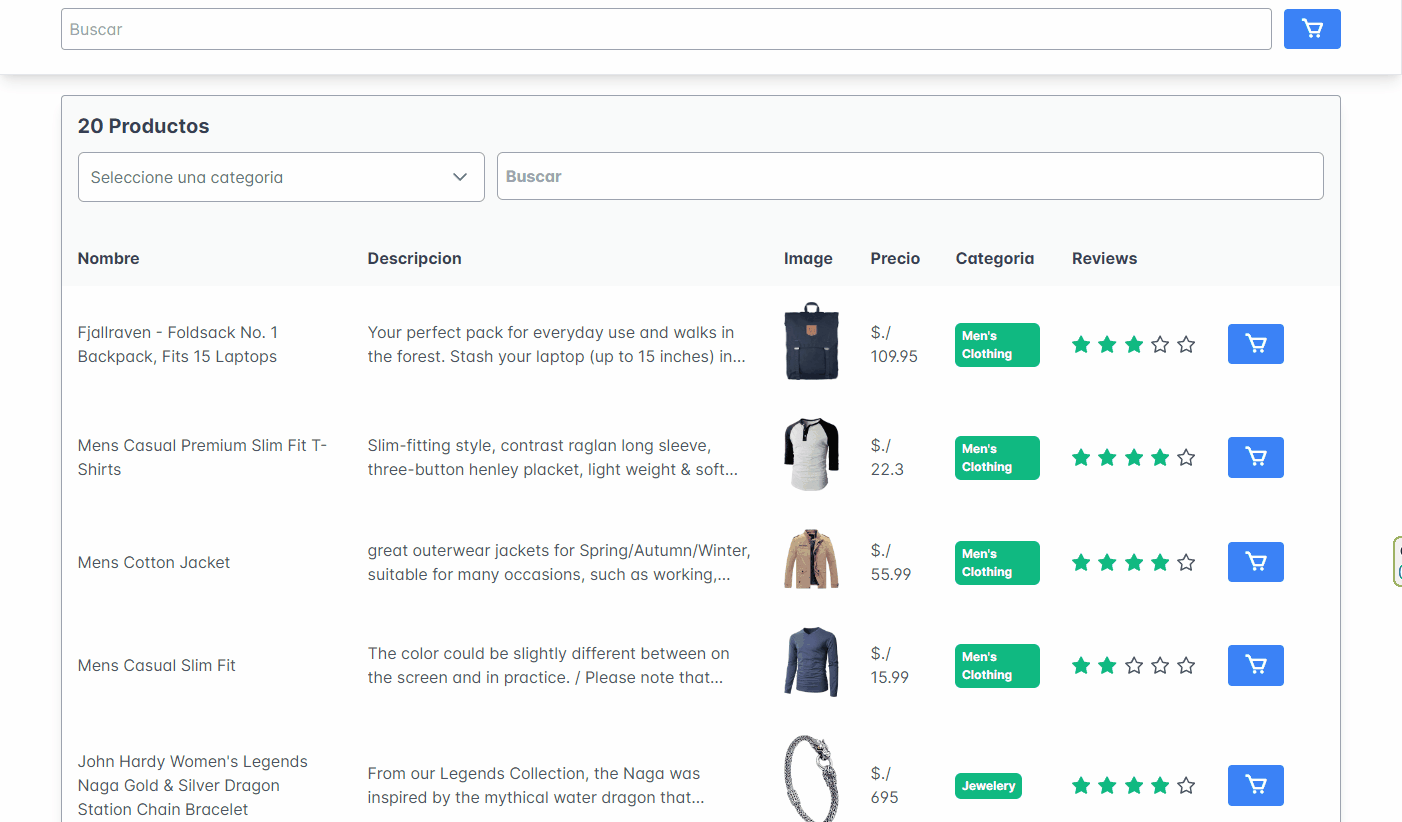 Buscar
20 Productos
Seleccione una categoria
Buscar
Nombre
Descripcion
Image
Precio
Categoria
Reviews
Fjallraven - Foldsack No. 1
Backpack, Fits 15 Laptops
Your perfect pack for everyday use and walks in
the forest. Stash your laptop (up to 15 inches) in...
$./
109.95
Men's
Clothing
Mens Casual Premium Slim Fit T-
Shirts
Slim-fitting style, contrast raglan long sleeve,
three-button henley placket, light weight & soft...
$./
22.3
Men's
Clothing
Mens Cotton Jacket
great outerwear jackets for Spring/Autumn/Winter,
suitable for many occasions, such as working,...
$./
55.99
Men's
Clothing
Mens Casual Slim Fit
The color could be slightly different between on
the screen and in practice. / Please note that...
$./
15.99
Men's
Clothing
John Hardy Women's Legends
Naga Gold & Silver Dragon
Station Chain Bracelet
From our Legends Collection, the Naga was
inspired by the mythical water dragon that...
$./
695
Jewelery